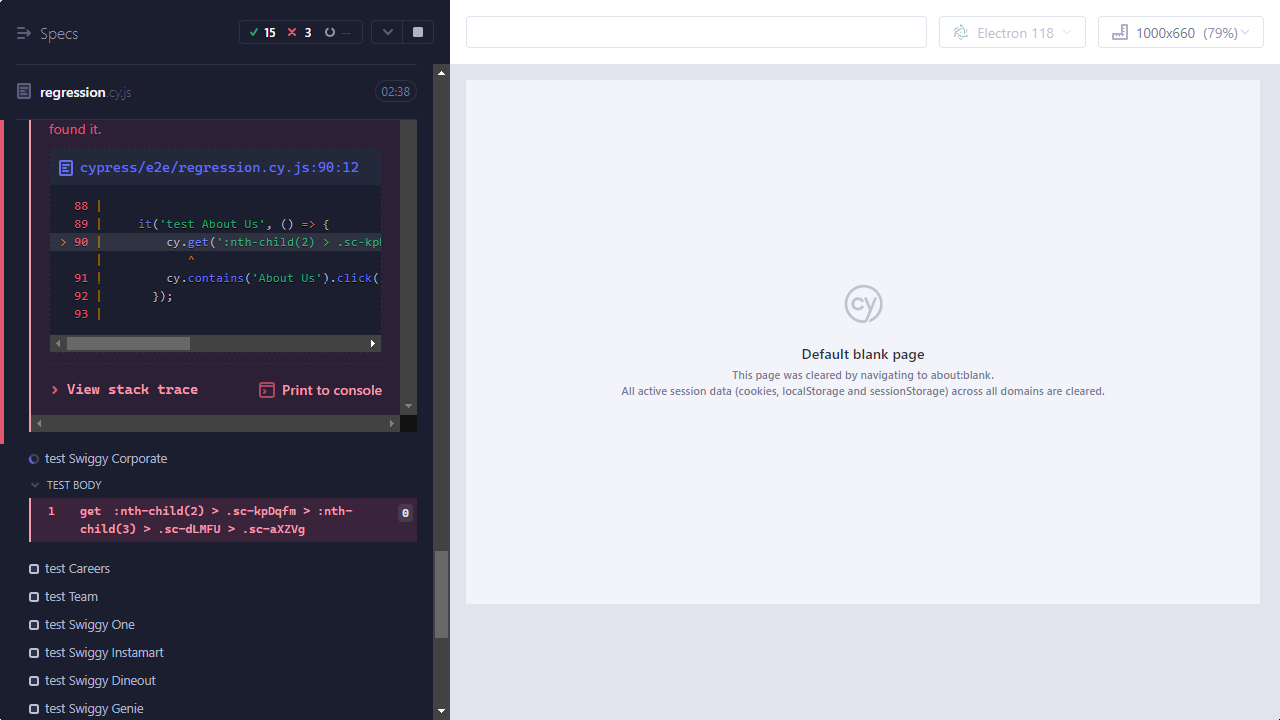 Specs
15
3
--
Electron 118
1000x660 (79%)
regression.cy.js
02:38
found it.
cypress/e2e/regression.cy.js:90:12
88 |
89 | it('test About Us', () => {
> 90 | cy.get(':nth-child(2) > .sc-kp
| ^
91 | cy.contains('About Us').click(
92 | });
93 |
View stack trace
Print to console
test Swiggy Corporate
TEST BODY
1 get :nth-child(2) > .sc-kpDqfm > :nth-
child(3) > .sc-dLMFU > .sc-aXZVg
0
test Careers
test Team
test Swiggy One
test Swiggy Instamart
test Swiggy Dineout
test Swiggy Genie
cy
Default blank page
This page was cleared by navigating to about:blank.
All active session data (cookies, localStorage and sessionStorage) across all domains are cleared.